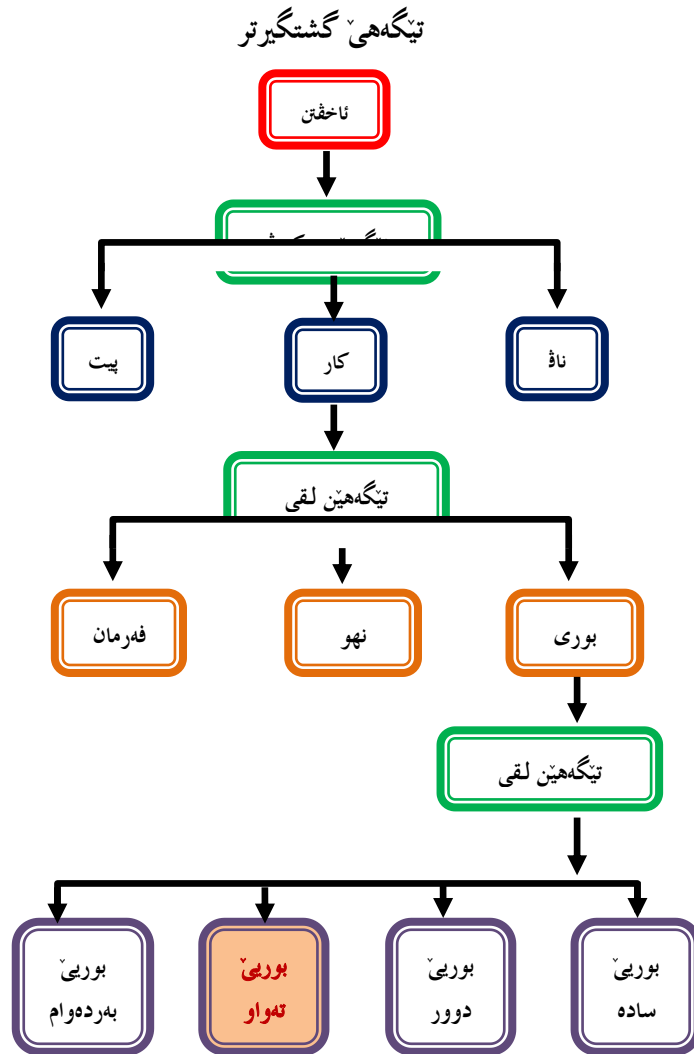 تێگەهێ گشتگیرتر
ئاخڤتن
ناڤ
کار
پیت
تێگەهێن لقی
بوری
نهو
فەرمان
تێگەهێن لقی
بوریێ
سادە
بوریێ
دوور
بوریێ
تەواو
بوریێ
بەردەوام